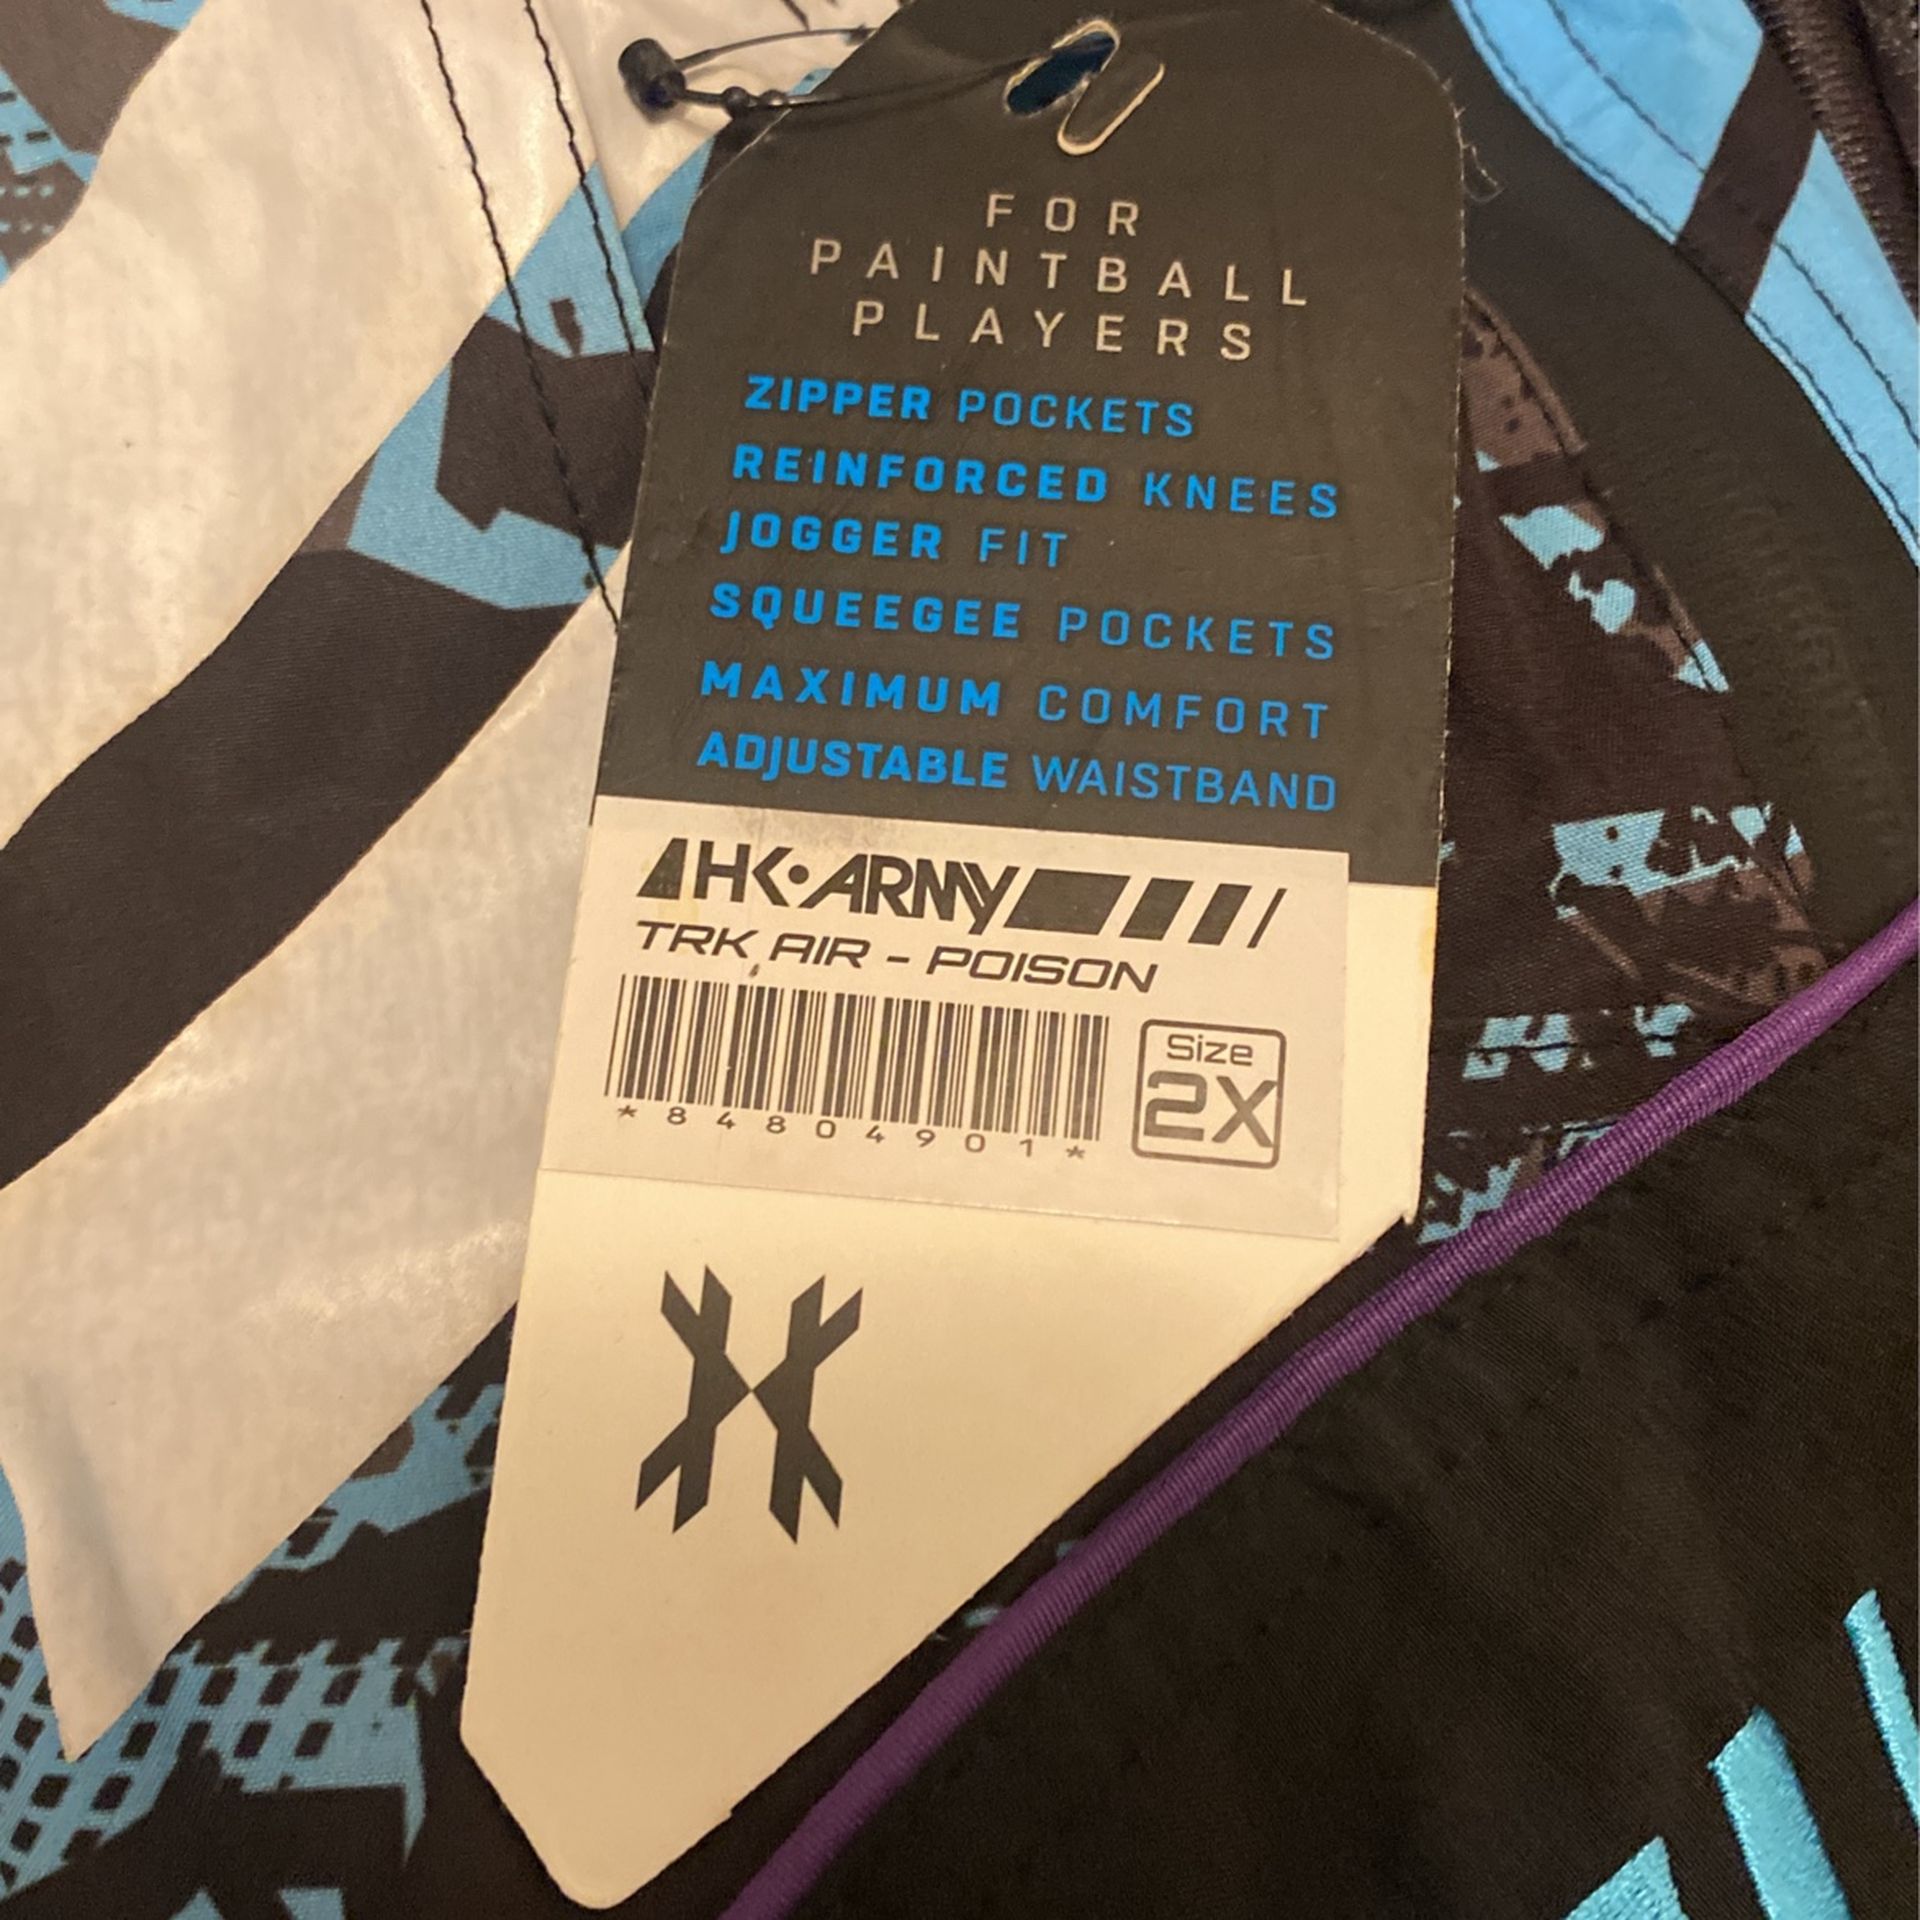 FOR
PAINTBALL
PLAYERS
ZIPPER POCKETS
REINFORCED KNEES
JOGGER FIT
SQUEEGEE POCKETS
MAXIMUM COMFORT
ADJUSTABLE WAISTBAND
HK·ARMY
TRK AIR - POISON
*84804901*
Size
2X